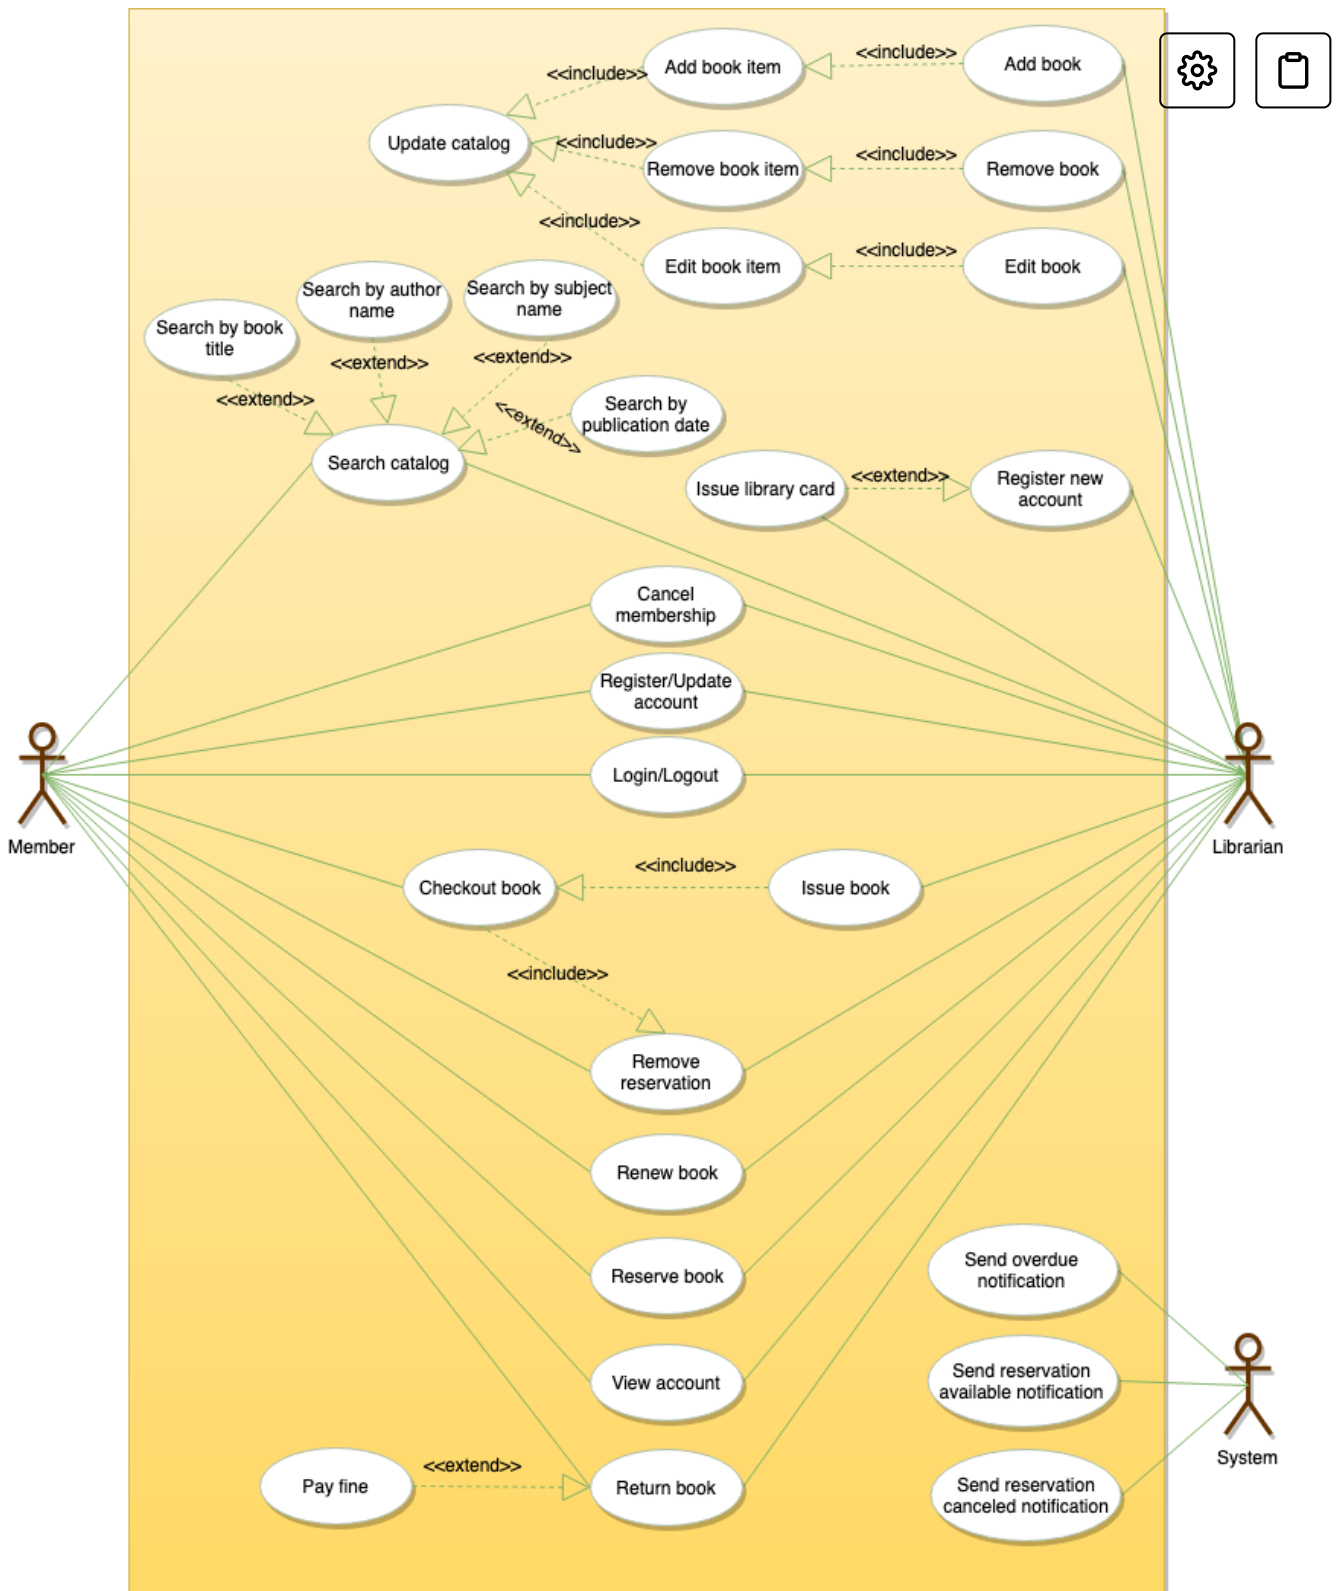 <<include>>
Add book item
<<include>>
Add book
Update catalog
<<include>>
Remove book item
<<include>>
Remove book
<<include>>
Edit book item
<<include>>
Edit book
Search by book
title
Search by author
name
Search by subject
name
<<extend>>
<<extend>>
<<extend>>
<<extend>>
Search by
publication date
Search catalog
Issue library card
<<extend>>
Register new
account
Cancel
membership
Register/Update
account
Login/Logout
Member
Librarian
Checkout book
<<include>>
Issue book
<<include>>
Remove
reservation
Renew book
Reserve book
Send overdue
notification
View account
Send reservation
available notification
System
Pay fine
<<extend>>
Return book
Send reservation
canceled notification